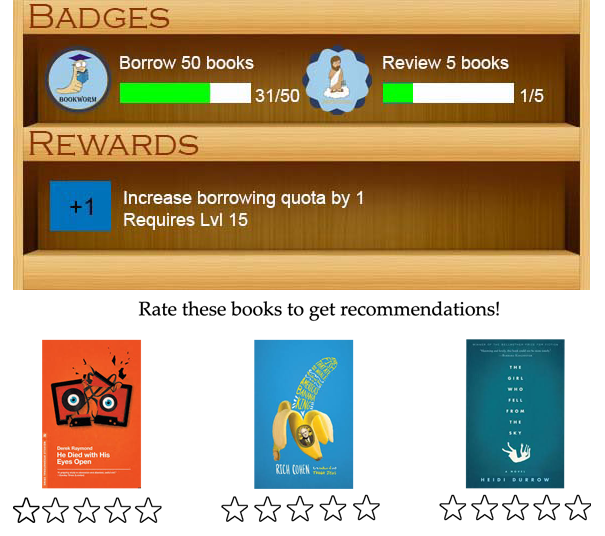 BADGES
Borrow 50 books
31/50
BOOKWORM
Review 5 books
1/5
REWARDS
+1
Increase borrowing quota by 1
Requires Lvl 15
Rate these books to get recommendations!
Derek Raymond
He Died with His
Eyes Open
RICH COHEN
THE
GIRL
WHO
FELL
FROM
THE
SKY
A NOVEL
HEIDI DURROW